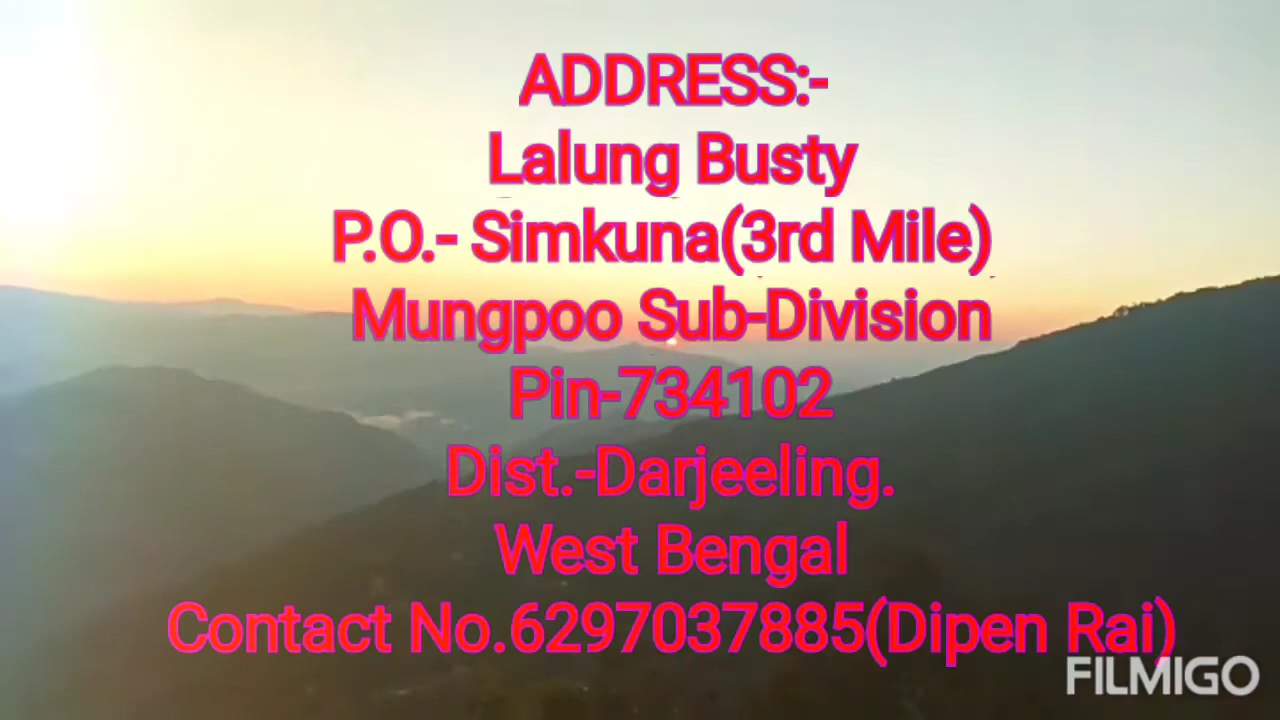 ADDRESS:-
Lalung Busty
P.O.- Simkuna(3rd Mile)
Mungpoo Sub-Division
Pin-734102
Dist.-Darjeeling.
West Bengal
Contact No.6297037885(Dipen Rai)
FILMIGO